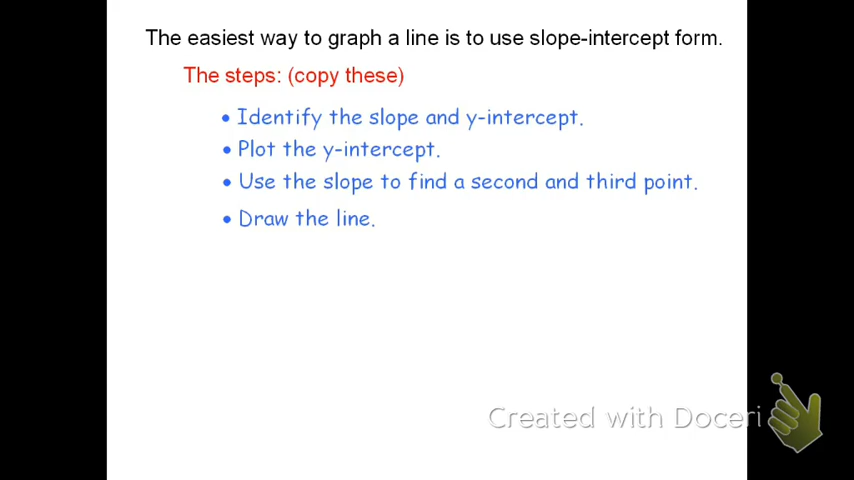 The easiest way to graph a line is to use slope-intercept form.
The steps: (copy these)
• Identify the slope and y-intercept.
• Plot the y-intercept.
• Use the slope to find a second and third point.
• Draw the line.
Created with Doceri